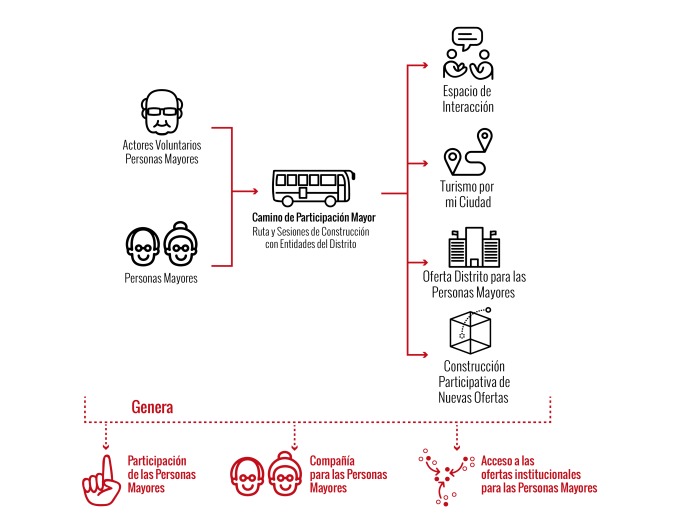 Actores Voluntarios
Personas Mayores
Personas Mayores
Camino de Participación Mayor
Ruta y Sesiones de Construcción
con Entidades del Distrito
Espacio de
Interacción
Turismo por
mi Ciudad
Oferta Distrito para las
Personas Mayores
Construcción
Participativa de
Nuevas Ofertas
Genera
Participación
de las Personas
Mayores
Compañía
para las Personas
Mayores
Acceso a las
ofertas institucionales
para las Personas Mayores